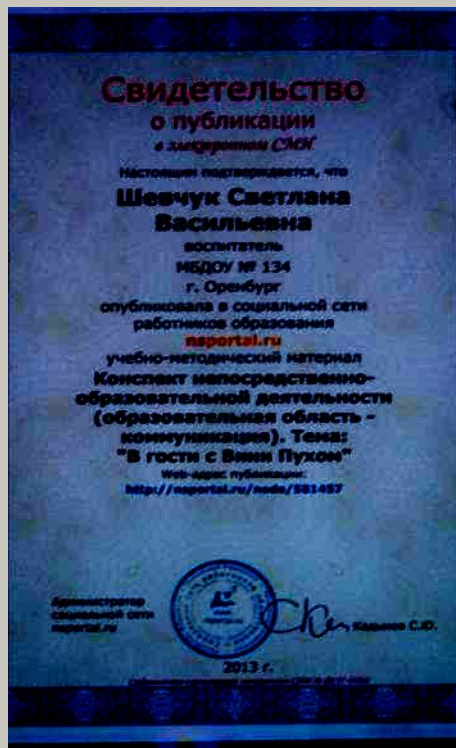 Свидетельство
о публикации
в электронном СМИ
Настоящим подтверждается, что
Шевчук Светлана
Васильевна
воспитатель
МБДОУ № 134
г. Оренбург
опубликовала в социальной сети
работников образования
nsportal.ru
учебно-методический материал
Конспект непосредственно-
образовательной деятельности
(образовательная область -
коммуникация). Тема:
"В гости с Вини Пухом"
Web-адрес публикации:
http://nsportal.ru/node/581457
Администратор
социальной сети
nsportal.ru
С.Ю.
2013 г.